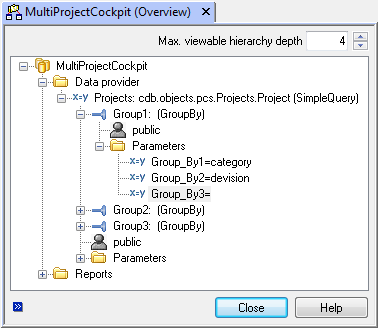 MultiProjectCockpit (Overview) X
Max. viewable hierarchy depth 4
MultiProjectCockpit
Data provider
x=y Projects: cdb.objects.pcs.Projects.Project (SimpleQuery)
Group1: (GroupBy)
public
Parameters
x=y Group_By1=category
x=y Group_By2=devision
x=y Group_By3=
Group2: (GroupBy)
Group3: (GroupBy)
public
Parameters
Reports
Close Help